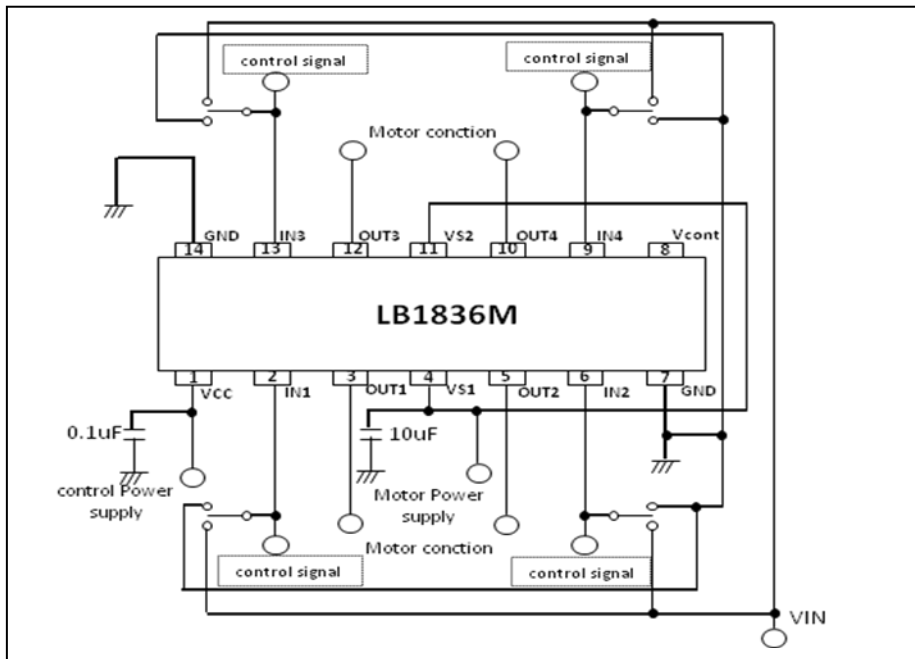 control signal
control signal
Motor conction
GND IN3 OUT3 VS2 OUT4 IN4 Vcont
14 13 12 11 10 9 8
LB1836M
1 2 3 4 5 6 7
VCC IN1 OUT1 VS1 OUT2 IN2 GND
0.1uF
10uF
control Power
supply
Motor Power
supply
Motor conction
control signal
control signal
VIN